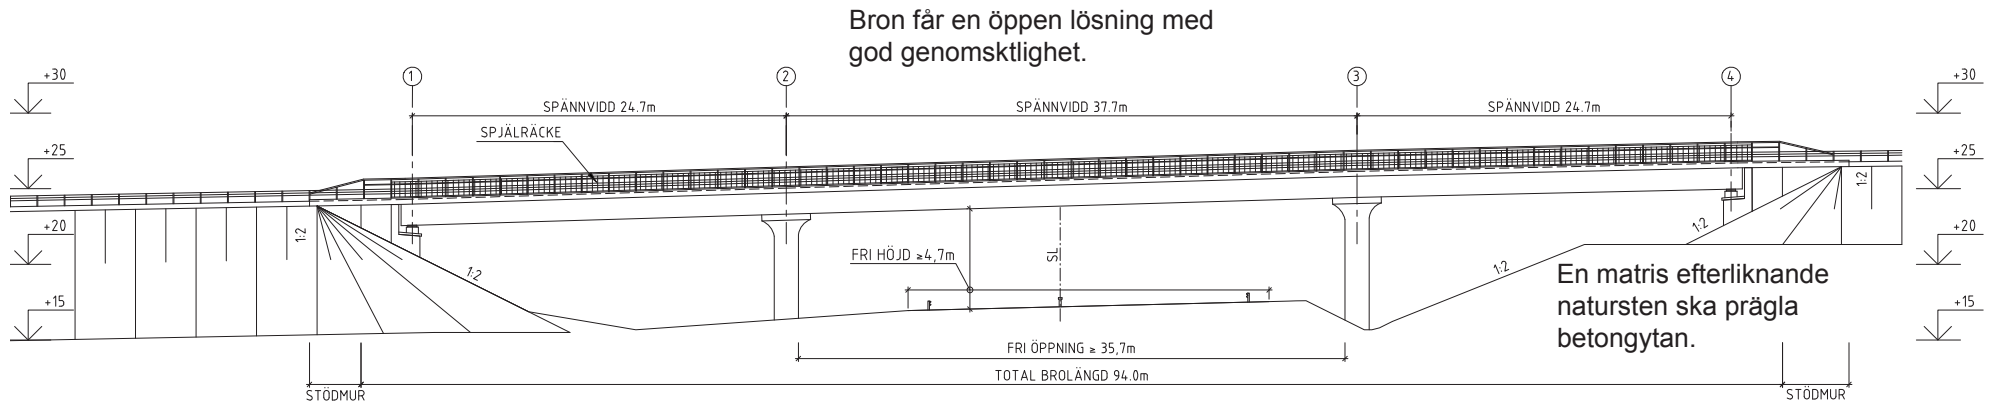 Bron får en öppen lösning med
god genomsktlighet.
+30
1
2
3
4
+30
SPÄNNVIDD 24.7m
SPÄNNVIDD 37.7m
SPÄNNVIDD 24.7m
SPJÄLRÄCKE
+25
+25
1:2
1:2
+20
1:2
1:2
+20
FRI HÖJD ≥4,7m
SL
1:2
1:2
En matris efterliknande
natursten ska prägla
betongytan.
+15
+15
FRI ÖPPNING ≥ 35,7m
TOTAL BROLÄNGD 94.0m
STÖDMUR
STÖDMUR